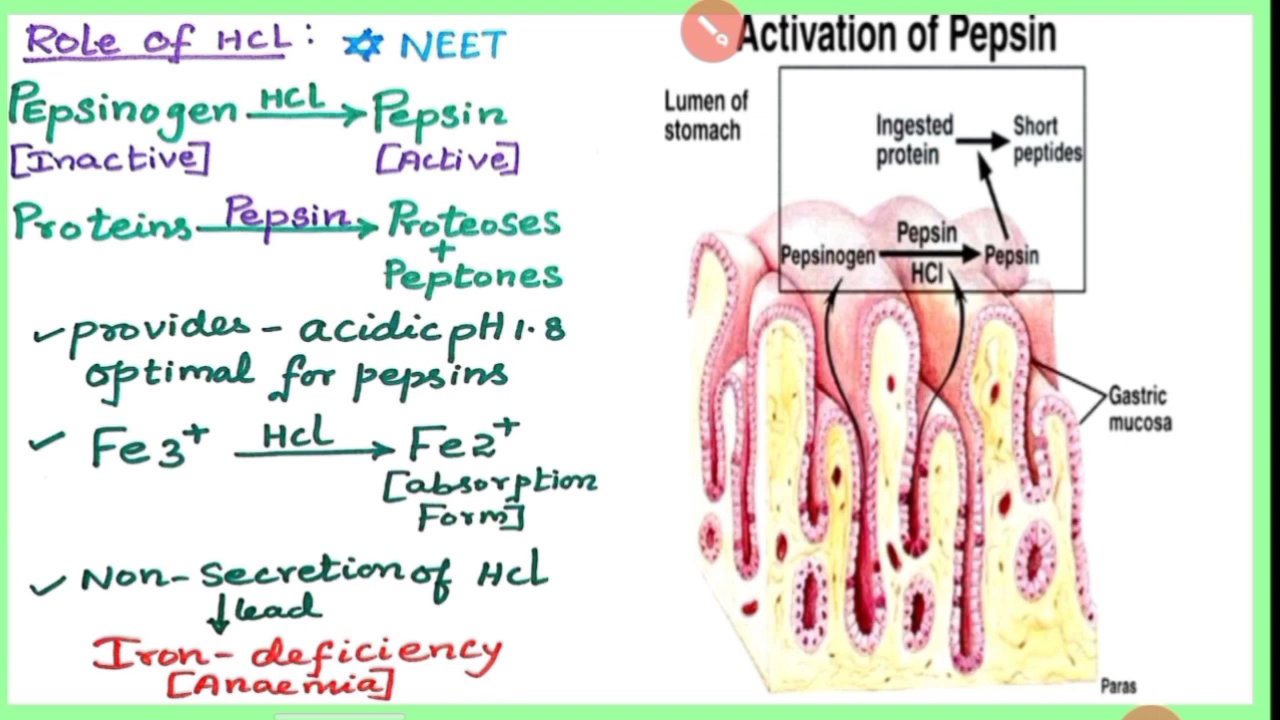 Role of HCl: NEET
PEpsinogen HCl Pepsin
[Inactive] [Active]
Proteins Pepsin Proteoses
+
Peptones
✓ provides - acidic pH 1.8
optimal for pepsins
✓ Fe3+ HCl Fe2+
[absorption
Form]
✓ Non-Secretion of Hcl
lead
Iron-deficiency
[Anaemia]
Activation of Pepsin
Lumen of
stomach
Ingested
protein
Short
peptides
Pepsinogen
Pepsin
HCl
Pepsin
Gastric
mucosa
Paras